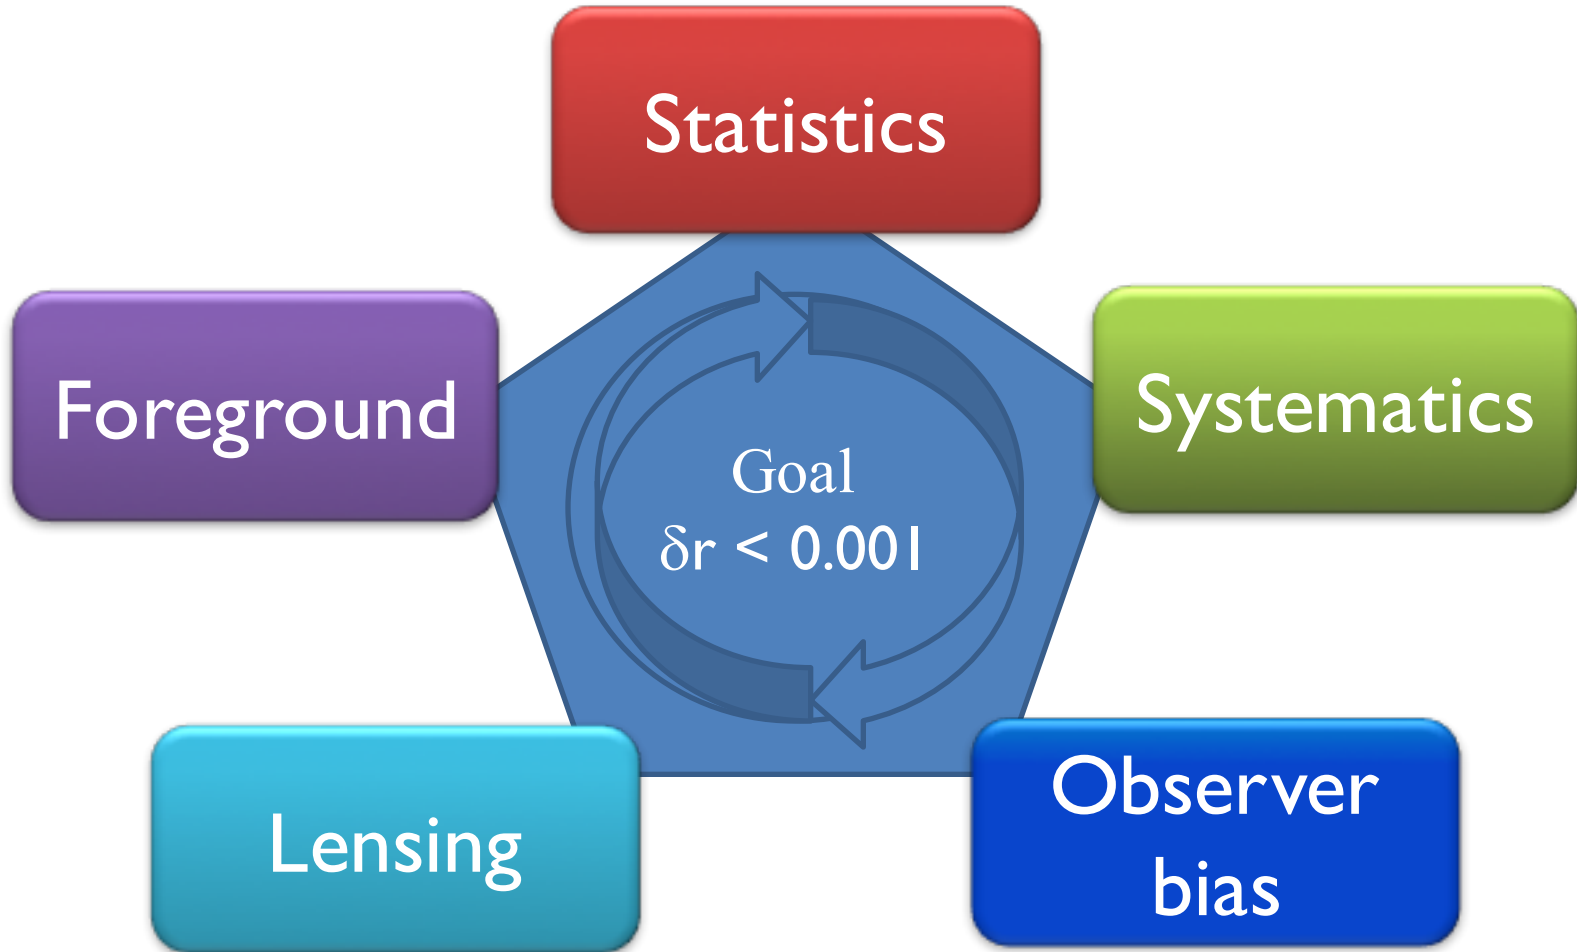 Statistics
Foreground
Systematics
Goal
δr < 0.001
Lensing
Observer
bias